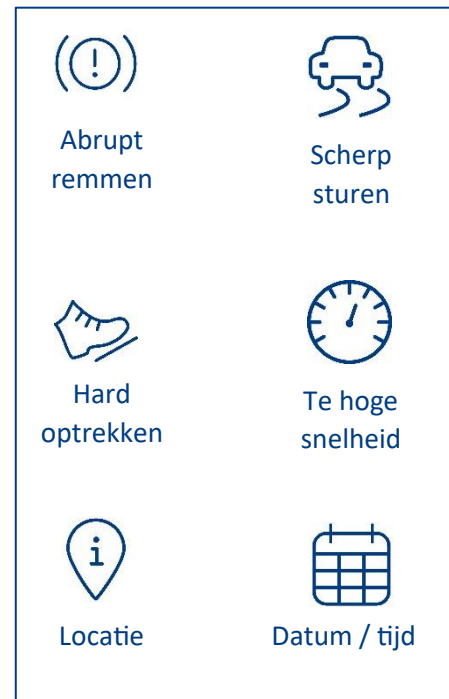 Abrupt
remmen
Scherp
sturen
Hard
optrekken
Te hoge
snelheid
Locatie
Datum / tijd